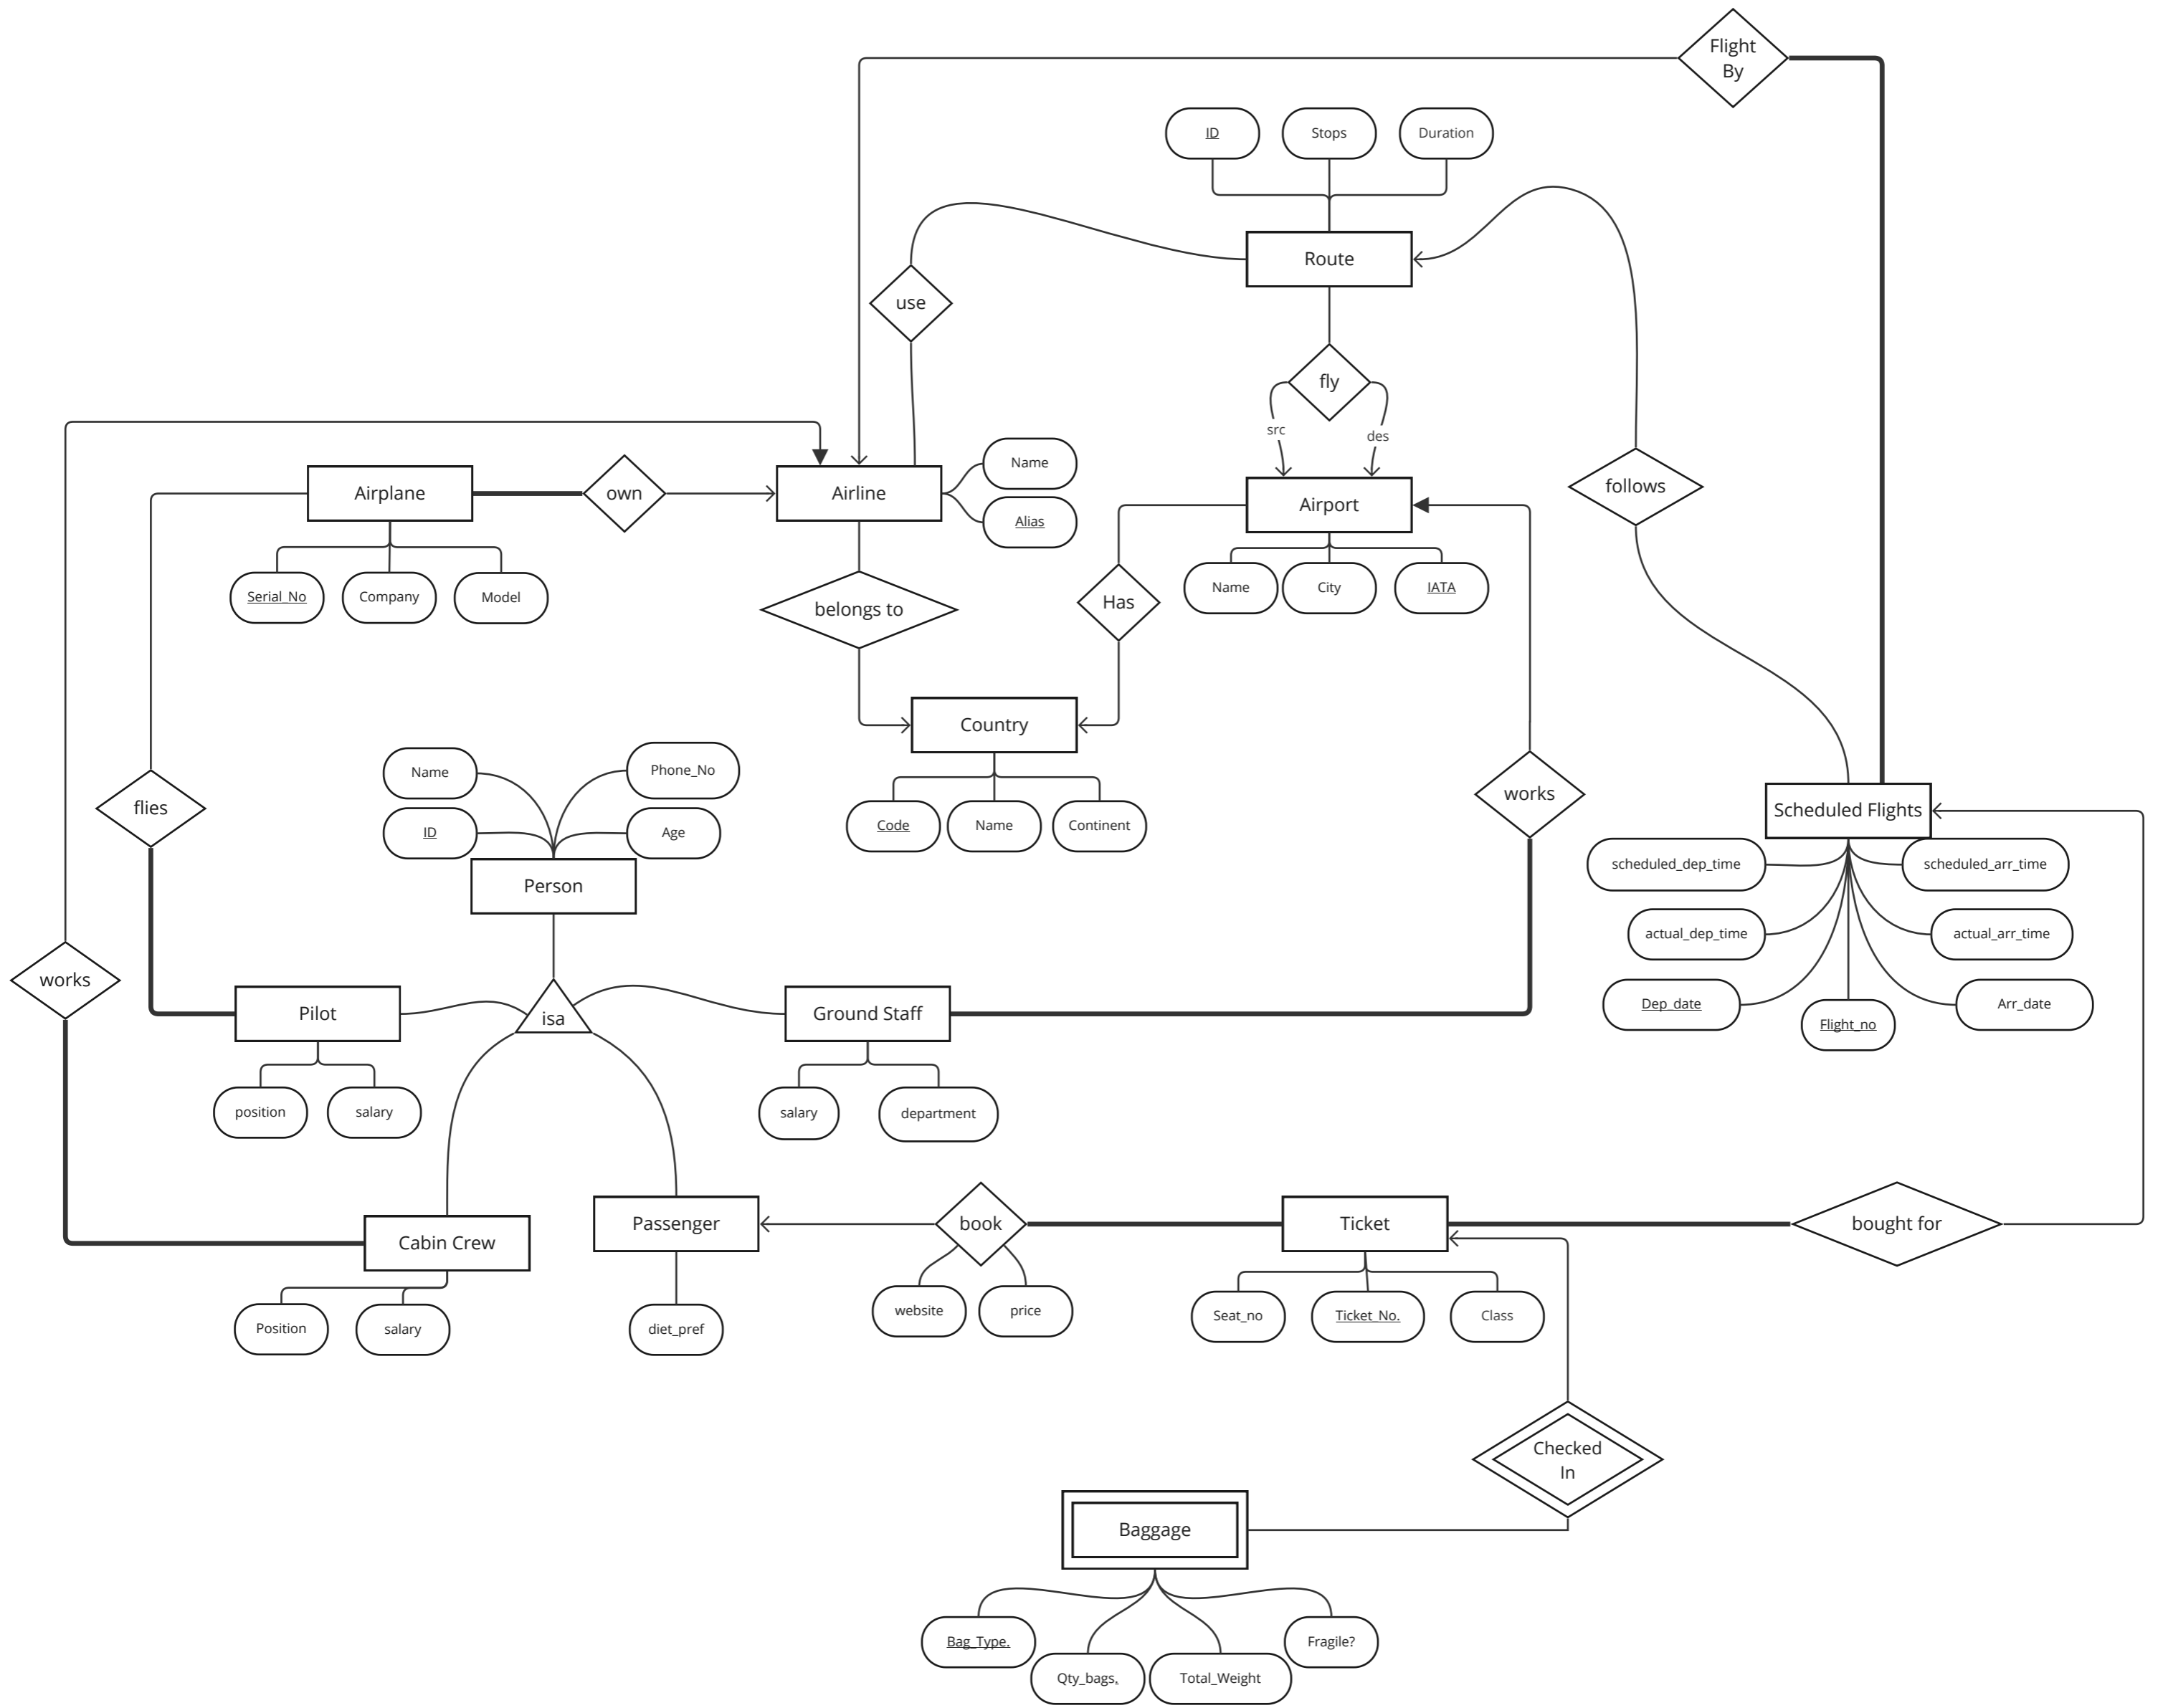 Flight
By
ID
Stops
Duration
Route
use
fly
src
des
Name
Airplane
own
Airline
follows
Airport
Alias
Serial_No
Company
Model
Name
City
IATA
belongs to
Has
Country
Name
Phone_No
works
flies
Scheduled Flights
ID
Age
Code
Name
Continent
scheduled_dep_time
scheduled_arr_time
Person
actual_dep_time
actual_arr_time
works
Dep_date
Flight_no
Arr_date
Pilot
isa
Ground Staff
position
salary
salary
department
Cabin Crew
Passenger
book
Ticket
bought for
Position
salary
diet_pref
website
price
Seat_no
Ticket_No.
Class
Checked
In
Baggage
Bag_Type.
Fragile?
Qty_bags.
Total_Weight